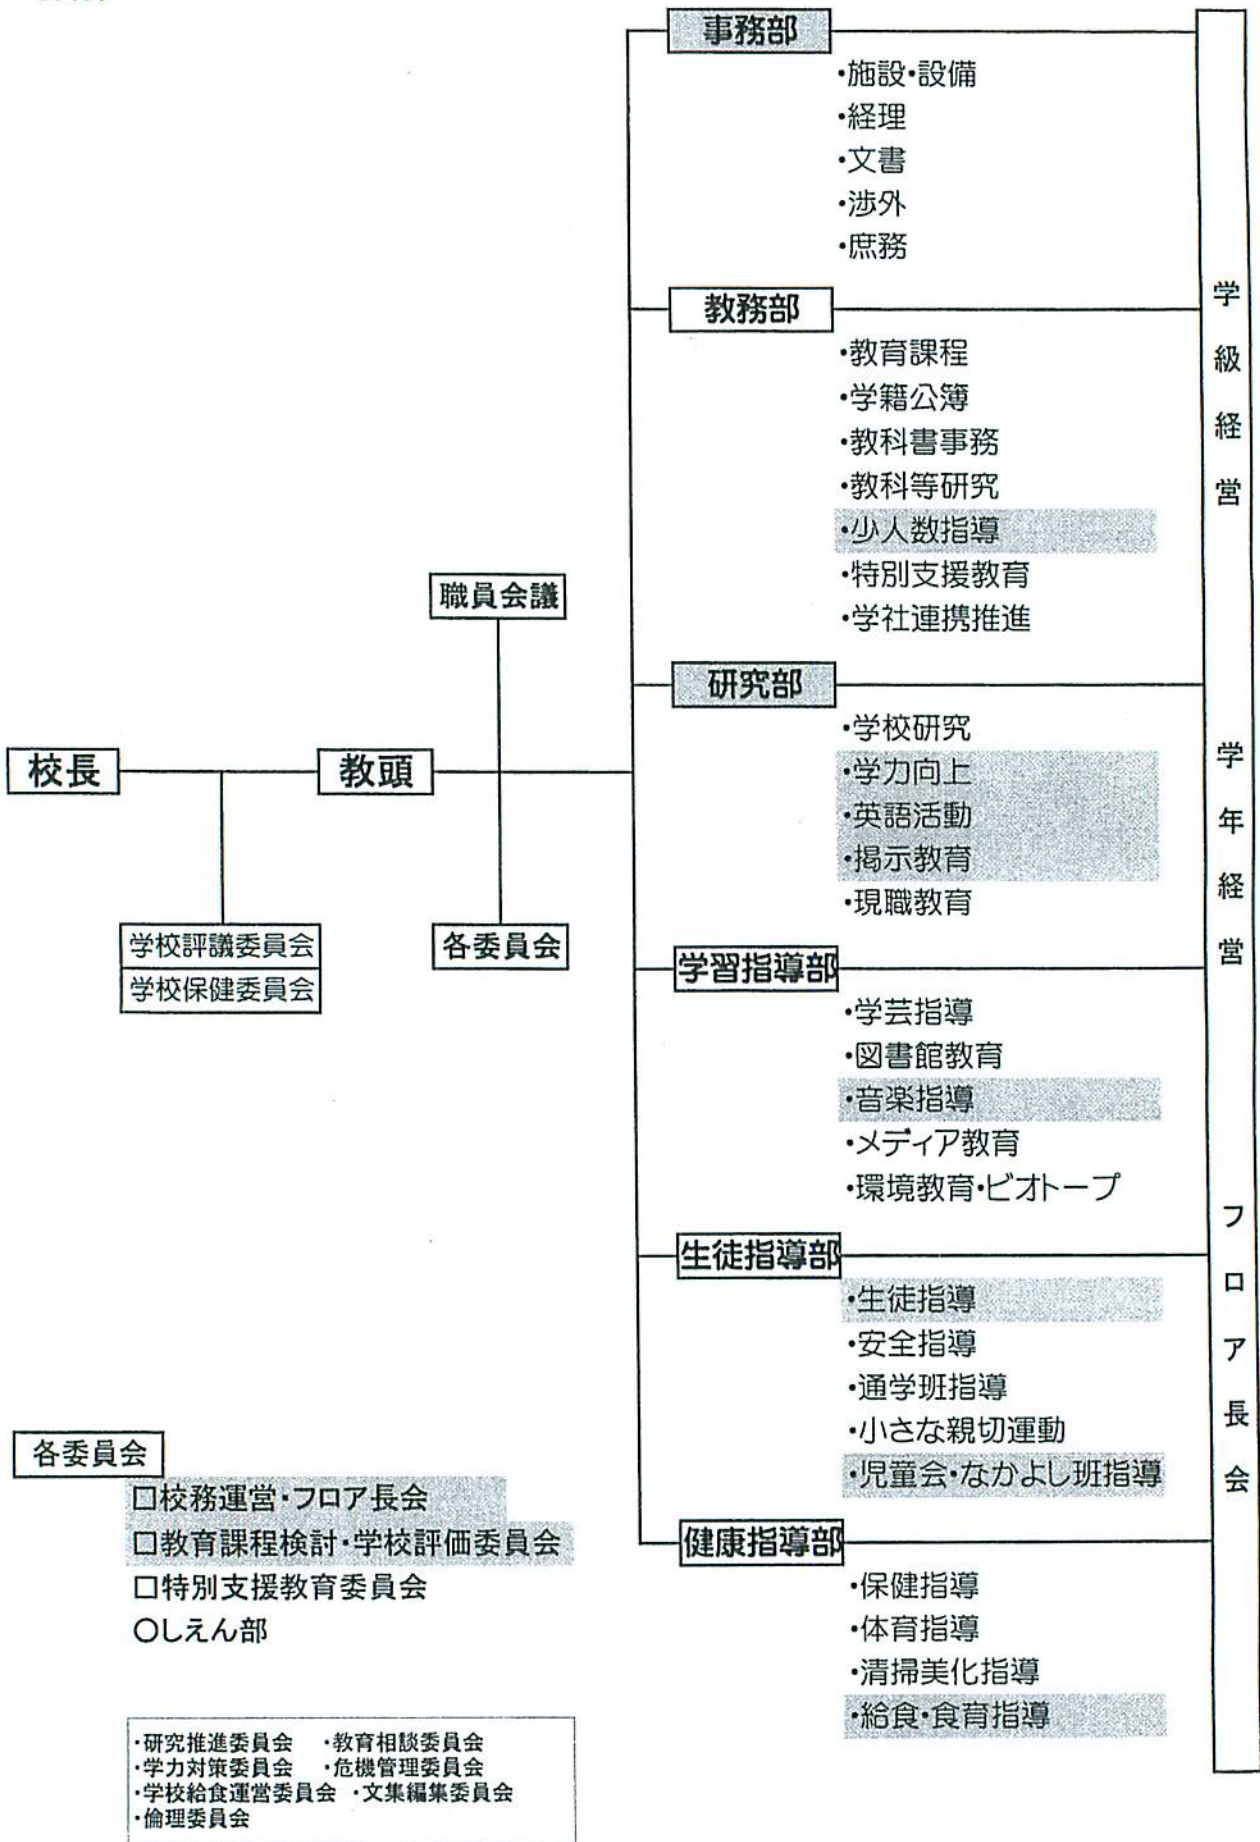 事務部
・施設・設備
・経理
・文書
・渉外
・庶務
教務部
・教育課程
・学籍公簿
・教科書事務
・教科等研究
・少人数指導
・特別支援教育
・学社連携推進
職員会議
研究部
・学校研究
・学力向上
・英語活動
・掲示教育
・現職教育
校長
教頭
学校評議委員会
学校保健委員会
各委員会
学習指導部
・学芸指導
・図書館教育
・音楽指導
・メディア教育
・環境教育・ビオトープ
生徒指導部
・生徒指導
・安全指導
・通学班指導
・小さな親切運動
・児童会・なかよし班指導
健康指導部
・保健指導
・体育指導
・清掃美化指導
・給食・食育指導
学級経営
学年経営
フロア長会
各委員会
□校務運営・フロア長会
□教育課程検討・学校評価委員会
□特別支援教育委員会
○しえん部
・研究推進委員会 ・教育相談委員会
・学力対策委員会 ・危機管理委員会
・学校給食運営委員会 ・文集編集委員会
・倫理委員会